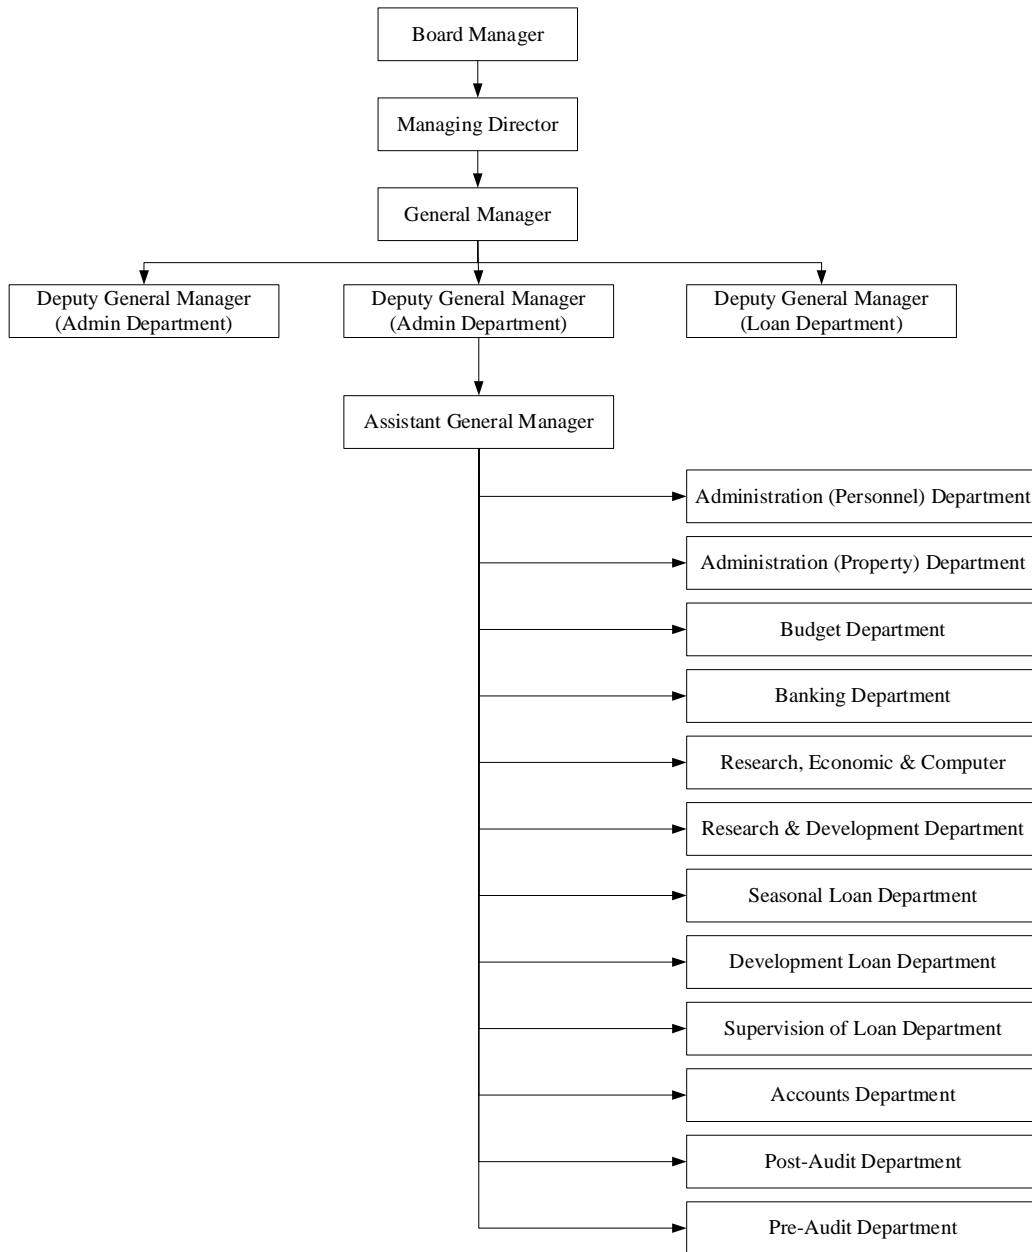 Board Manager
Managing Director
General Manager
Deputy General Manager
(Admin Department)
Deputy General Manager
(Admin Department)
Deputy General Manager
(Loan Department)
Assistant General Manager
Administration (Personnel) Department
Administration (Property) Department
Budget Department
Banking Department
Research, Economic & Computer
Research & Development Department
Seasonal Loan Department
Development Loan Department
Supervision of Loan Department
Accounts Department
Post-Audit Department
Pre-Audit Department